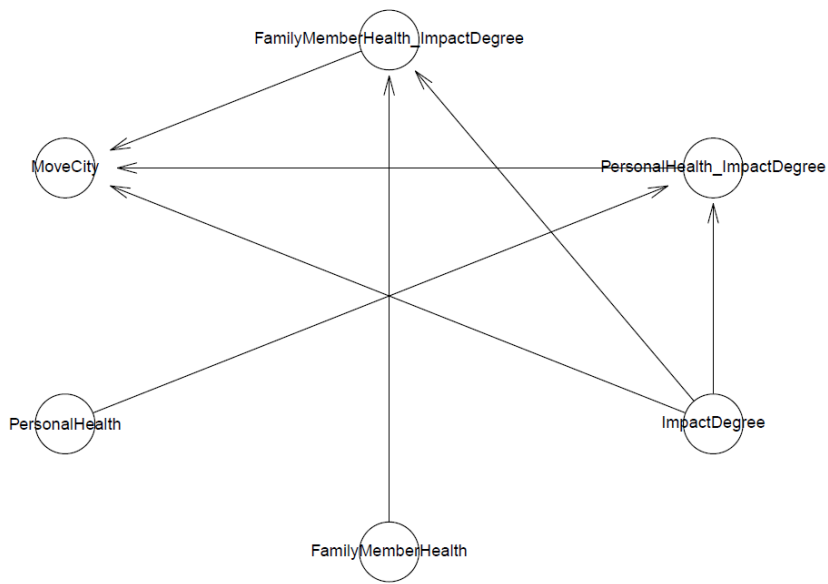 FamilyMemberHealth_ImpactDegree
MoveCity
PersonalHealth_ImpactDegree
PersonalHealth
ImpactDegree
FamilyMemberHealth